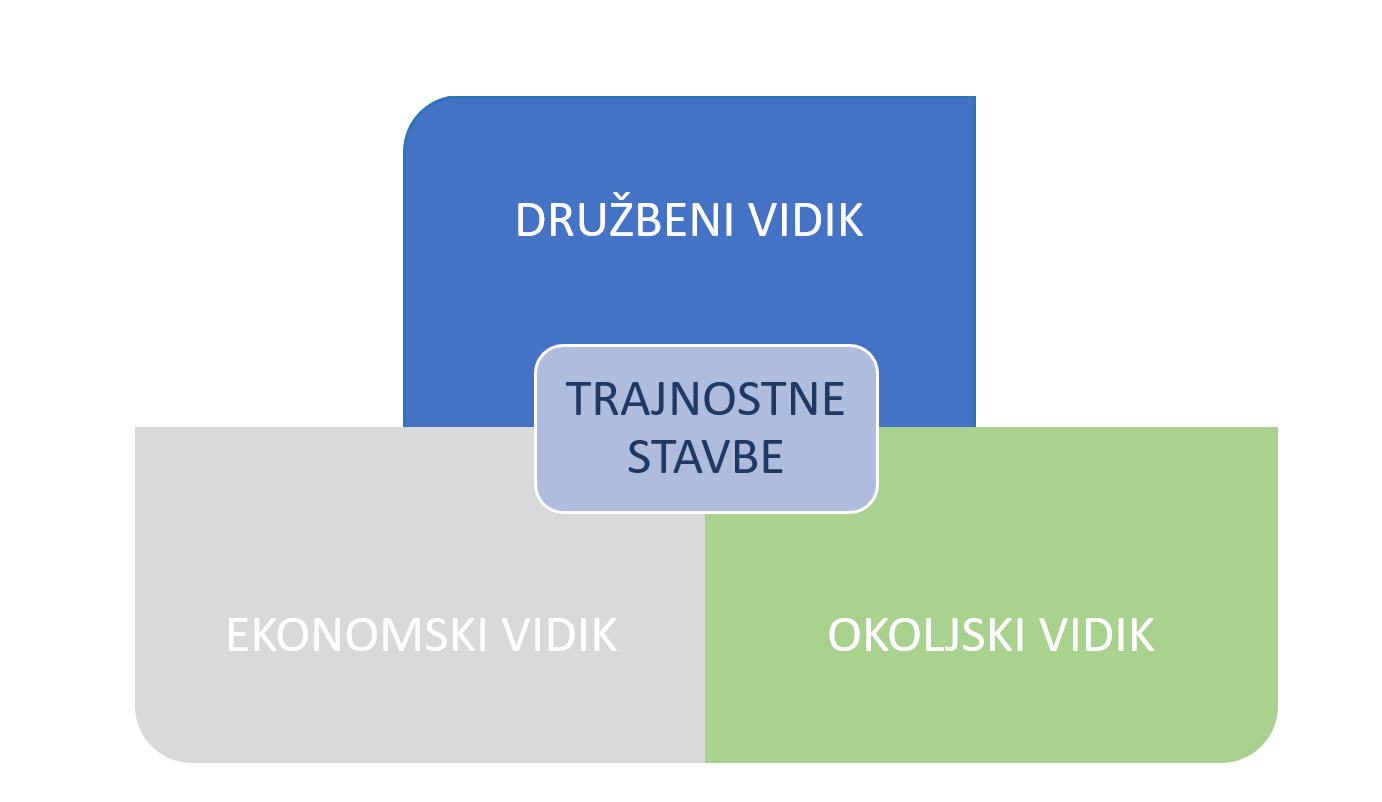 DRUŽBENI VIDIK
TRAJNOSTNE
STAVBE
EKONOMSKI VIDIK
OKOLJSKI VIDIK